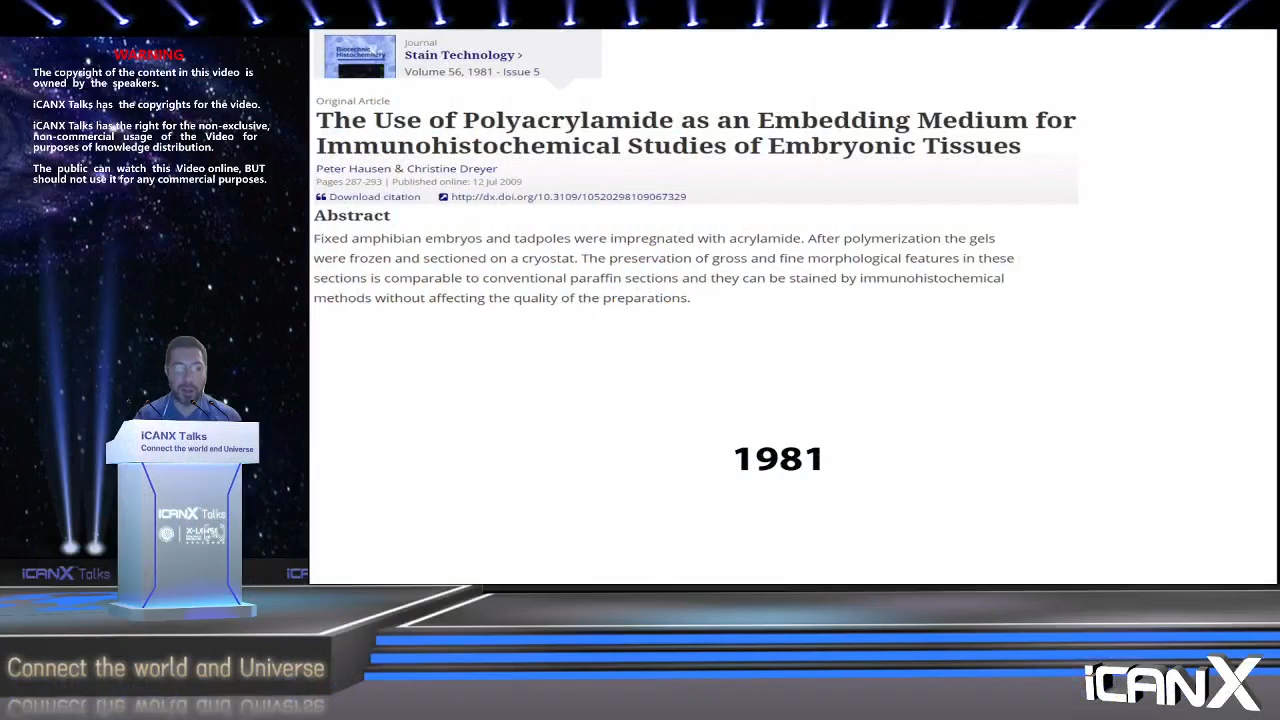 WARNING
The copyright of the content in this video is
owned by the speakers.
iCANX Talks has the copyrights for the video.
iCANX Talks has the right for the non-exclusive,
non-commercial usage of the Video for
purposes of knowledge distribution.
The public can watch this Video online, BUT
should not use it for any commercial purposes.
Biotechnic
Histochemistry
Journal
Stain Technology >
Volume 56, 1981 - Issue 5
Original Article
The Use of Polyacrylamide as an Embedding Medium for
Immunohistochemical Studies of Embryonic Tissues
Peter Hausen & Christine Dreyer
Pages 287-293 | Published online: 12 Jul 2009
Download citation http://dx.doi.org/10.3109/10520298109067329
Abstract
Fixed amphibian embryos and tadpoles were impregnated with acrylamide. After polymerization the gels
were frozen and sectioned on a cryostat. The preservation of gross and fine morphological features in these
sections is comparable to conventional paraffin sections and they can be stained by immunohistochemical
methods without affecting the quality of the preparations.
1981
iCANX Talks
Connect the world and Universe
iCANX Talks
iCANX Talks
iCF
Connect the world and Universe
iCANX